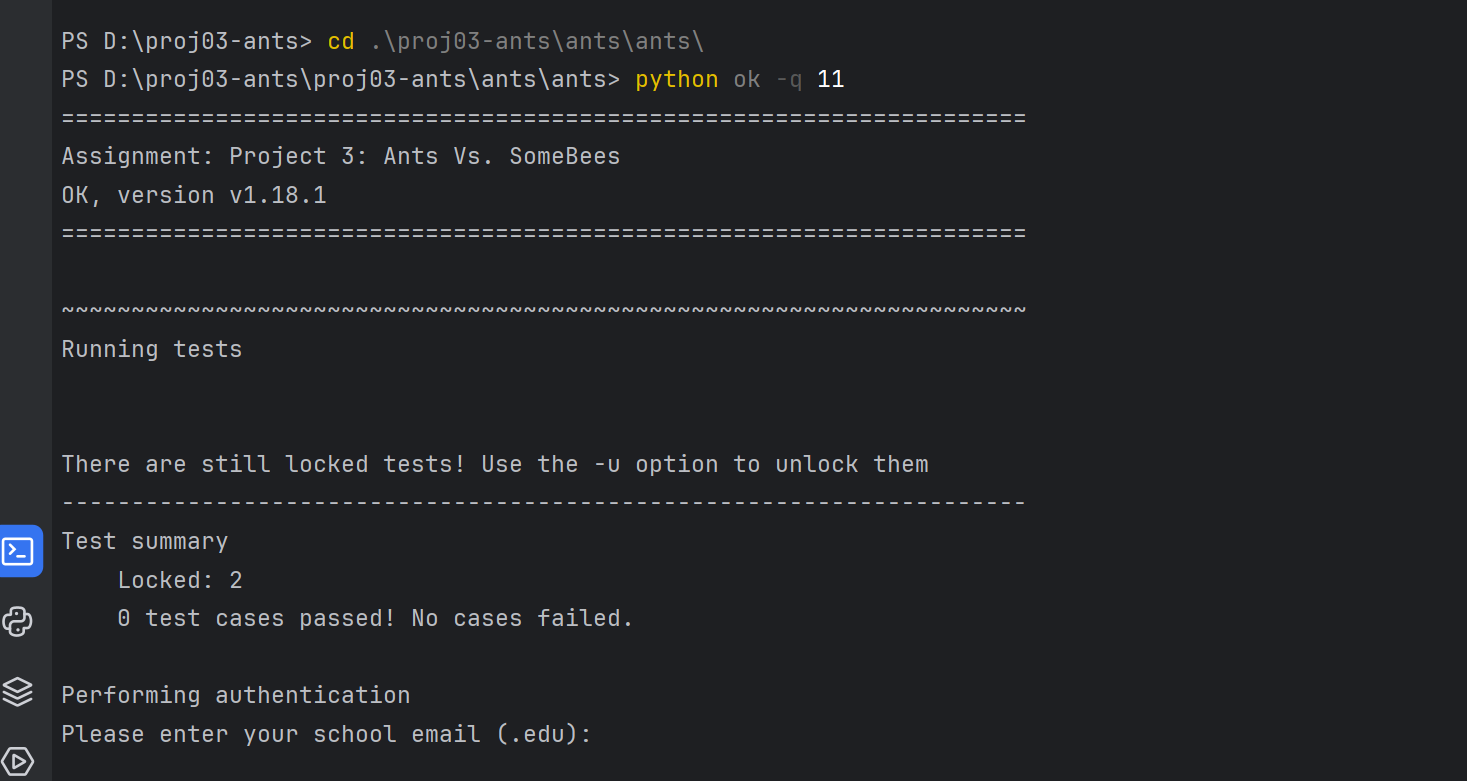 PS D:\proj03-ants> cd .\proj03-ants\ants\ants\
PS D:\proj03-ants\proj03-ants\ants\ants> python ok -q 11
=====================================================================
Assignment: Project 3: Ants Vs. SomeBees
OK, version v1.18.1
=====================================================================
~~~~~~~~~~~~~~~~~~~~~~~~~~~~~~~~~~~~~~~~~~~~~~~~~~~~~~~~~~~~~~~~~~~~~
Running tests
There are still locked tests! Use the -u option to unlock them
---------------------------------------------------------------------
Test summary
    Locked: 2
    0 test cases passed! No cases failed.
Performing authentication
Please enter your school email (.edu):